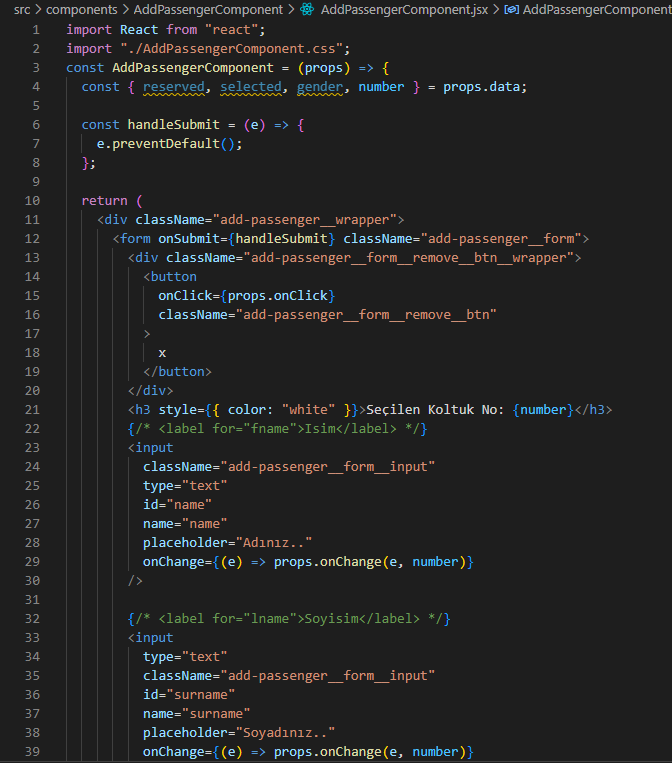 src > components > AddPassengerComponent > AddPassengerComponent.jsx > AddPassengerComponent
1 import React from "react";
2 import "./AddPassengerComponent.css";
3 const AddPassengerComponent = (props) => {
4 const { reserved, selected, gender, number } = props.data;
5
6 const handleSubmit = (e) => {
7 e.preventDefault();
8 };
9
10 return (
11 <div className="add-passenger__wrapper">
12 <form onSubmit={handleSubmit} className="add-passenger__form">
13 <div className="add-passenger__form__remove__btn__wrapper">
14 <button
15 onClick={props.onClick}
16 className="add-passenger__form__remove__btn"
17 >
18 x
19 </button>
20 </div>
21 <h3 style={{ color: "white" }}>Seçilen Koltuk No: {number}</h3>
22 {/* <label for="fname">Isim</label> */}
23 <input
24 className="add-passenger__form__input"
25 type="text"
26 id="name"
27 name="name"
28 placeholder="Adınız.."
29 onChange={(e) => props.onChange(e, number)}
30 />
31
32 {/* <label for="lname">Soyisim</label> */}
33 <input
34 type="text"
35 className="add-passenger__form__input"
36 id="surname"
37 name="surname"
38 placeholder="Soyadınız.."
39 onChange={(e) => props.onChange(e, number)}